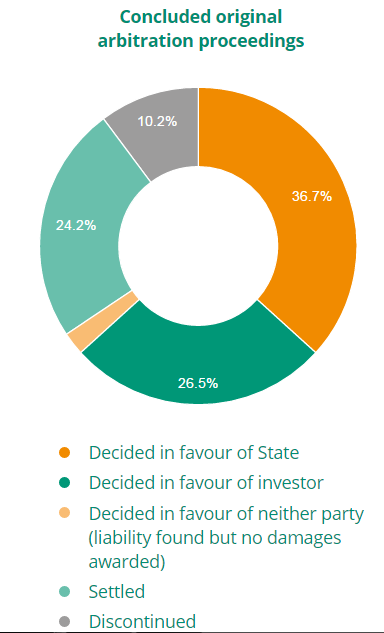 Concluded original
arbitration proceedings
10.2%
36.7%
24.2%
26.5%
Decided in favour of State
Decided in favour of investor
Decided in favour of neither party
(liability found but no damages
awarded)
Settled
Discontinued